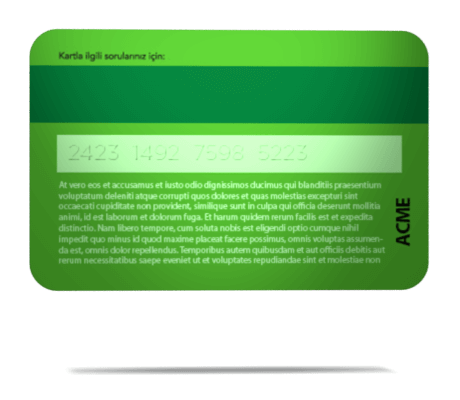 Kartla ilgili sorularınız için:
2423 1492 7598 5223
At vero eos et accusamus et iusto odio dignissimos ducimus qui blanditiis praesentium
voluptatum deleniti atque corrupti quos dolores et quas molestias excepturi sint
occaecati cupiditate non provident, similique sunt in culpa qui officia deserunt mollitia
animi, id est laborum et dolorum fuga. Et harum quidem rerum facilis est et expedita
distinctio. Nam libero tempore, cum soluta nobis est eligendi optio cumque nihil
impedit quo minus id quod maxime placeat facere possimus, omnis voluptas assumen-
da est, omnis dolor repellendus. Temporibus autem quibusdam et aut officiis debitis aut
rerum necessitatibus saepe eveniet ut et voluptates repudiandae sint et molestiae non
ACME